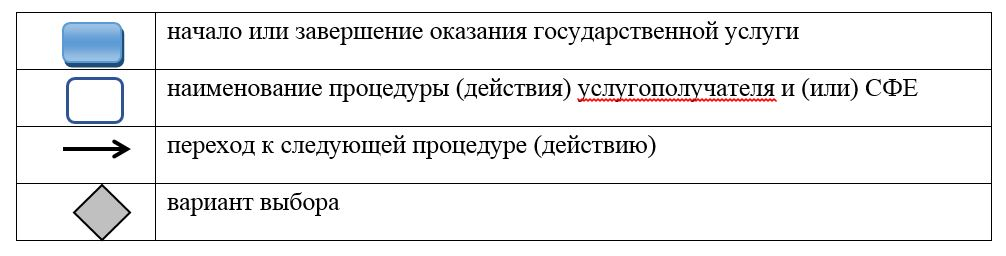 начало или завершение оказания государственной услуги
наименование процедуры (действия) услугополучателя и (или) СФЕ
переход к следующей процедуре (действию)
вариант выбора